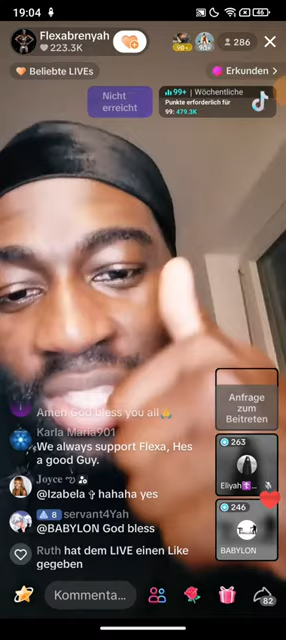 19:04
46
Flexabrenyah
223.3K
90+
90+
286
Beliebte LIVEs
Erkunden >
Nicht
erreicht
99+ | Wöchentliche
Punkte erforderlich für
99: 479.3K
Amen God bless you all🙏
Karla Maria901
We always support Flexa, Hes
a good Guy.
Joyce
@Izabela ✞ hahaha yes
8 servant4Yah
@BABYLON God bless
Ruth hat dem LIVE einen Like
gegeben
Anfrage
zum
Beitreten
263
Eliyah✝️...
246
BABYLON
Kommenta...
82